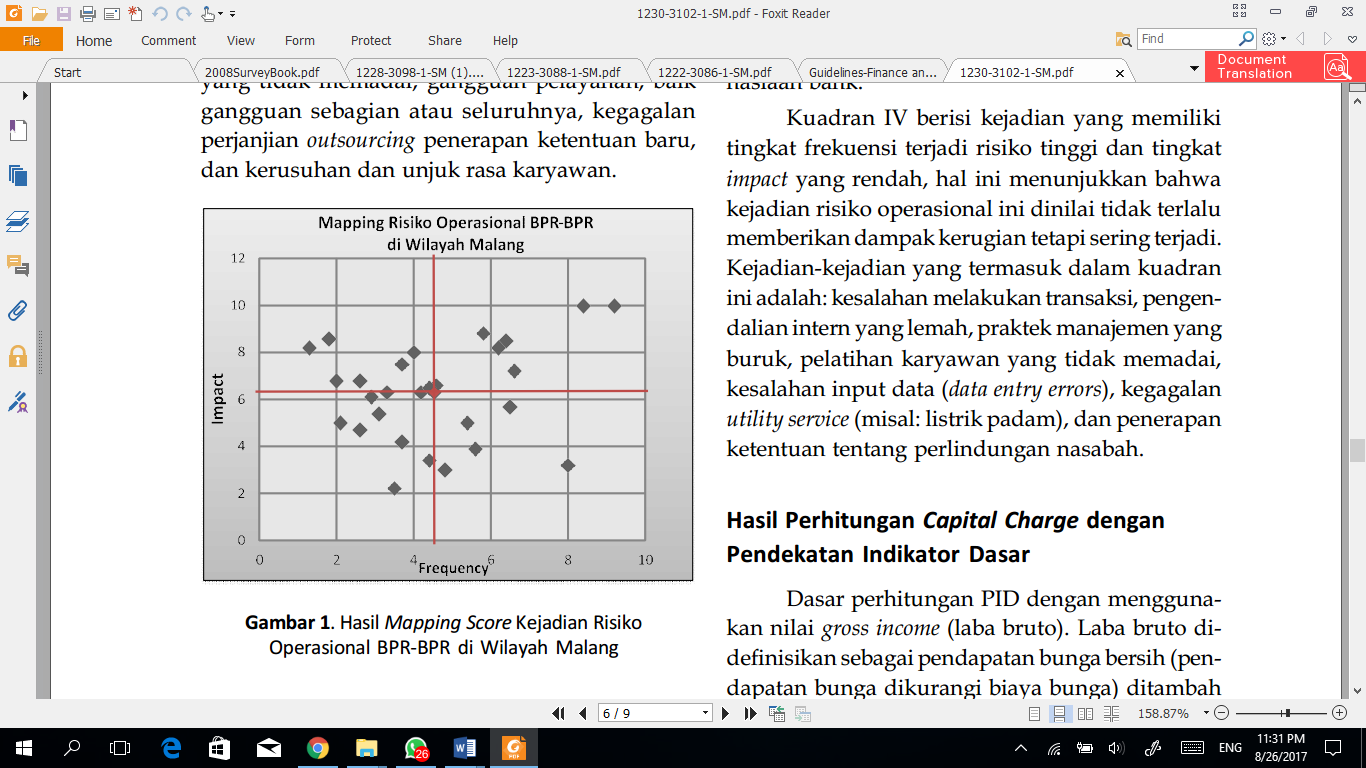 1230-3102-1-SM.pdf - Foxit Reader
File Home Comment View Form Protect Share Help
Find
Start
2008SurveyBook.pdf
1228-3098-1-SM (1)....
1223-3088-1-SM.pdf
1222-3086-1-SM.pdf
Guidelines-Finance an...
1230-3102-1-SM.pdf
Document
Translation
yang tidak memadai, gangguan pelayanan, baik
gangguan sebagian atau seluruhnya, kegagalan
perjanjian outsourcing penerapan ketentuan baru,
dan kerusuhan dan unjuk rasa karyawan.
Mapping Risiko Operasional BPR-BPR
di Wilayah Malang
12
10
8
6
4
2
0
Impact
0 2 4 6 8 10
Frequency
Gambar 1. Hasil Mapping Score Kejadian Risiko
Operasional BPR-BPR di Wilayah Malang
bank.
Kuadran IV berisi kejadian yang memiliki
tingkat frekuensi terjadi risiko tinggi dan tingkat
impact yang rendah, hal ini menunjukkan bahwa
kejadian risiko operasional ini dinilai tidak terlalu
memberikan dampak kerugian tetapi sering terjadi.
Kejadian-kejadian yang termasuk dalam kuadran
ini adalah: kesalahan melakukan transaksi, pengen-
dalian intern yang lemah, praktek manajemen yang
buruk, pelatihan karyawan yang tidak memadai,
kesalahan input data (data entry errors), kegagalan
utility service (misal: listrik padam), dan penerapan
ketentuan tentang perlindungan nasabah.
Hasil Perhitungan Capital Charge dengan
Pendekatan Indikator Dasar
Dasar perhitungan PID dengan mengguna-
kan nilai gross income (laba bruto). Laba bruto di-
definisikan sebagai pendapatan bunga bersih (pen-
dapatan bunga dikurangi biaya bunga) ditambah
6 / 9
158.87%
26
ENG
11:31 PM
8/26/2017